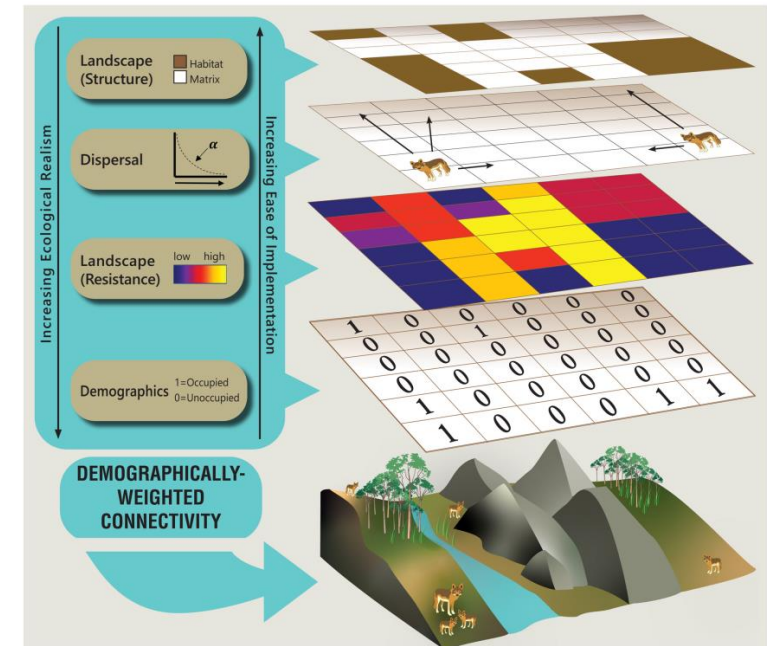 Increasing Ecological Realism
Landscape
(Structure)
Habitat
Matrix
Dispersal
α
Landscape
(Resistance)
low high
Demographics
1=Occupied
0=Unoccupied
Increasing Ease of Implementation
1 0 0 0 0 0
0 0 1 0 0 0
0 0 0 0 0 0
0 0 0 0 0 0
1 0 0 0 0 0
1 0 0 0 1 1
DEMOGRAPHICALLY-
WEIGHTED
CONNECTIVITY